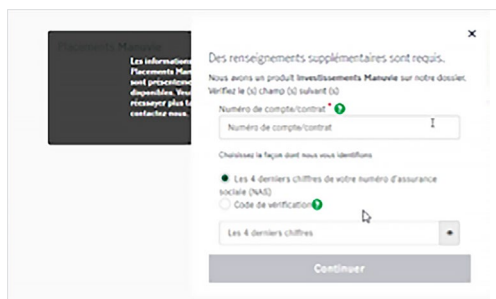 Placements Manuvie
Les informations
Placements Man
sont présenteme
disponibles. Veu
réessayer plus ta
contactez nous.
×
Des renseignements supplémentaires sont requis.
Nous avons un produit Investissements Manuvie sur notre dossier.
Vérifiez le (s) champ (s) suivant (s)
Numéro de compte/contrat * ?
Numéro de compte/contrat
Choisissez la façon dont nous vous identifions
Les 4 derniers chiffres de votre numéro d'assurance
sociale (NAS)
Code de vérification ?
Les 4 derniers chiffres
Continuer